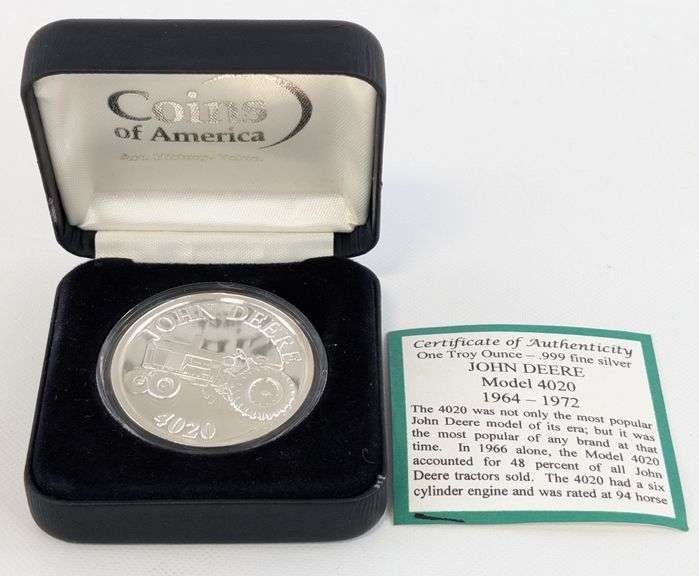 Coins
of America
Art. History. Value.
JOHN DEERE
4020
Certificate of Authenticity
One Troy Ounce – .999 fine silver
JOHN DEERE
Model 4020
1964 – 1972
The 4020 was not only the most popular
John Deere model of its era; but it was
the most popular of any brand at that
time. In 1966 alone, the Model 4020
accounted for 48 percent of all John
Deere tractors sold. The 4020 had a six
cylinder engine and was rated at 94 horse